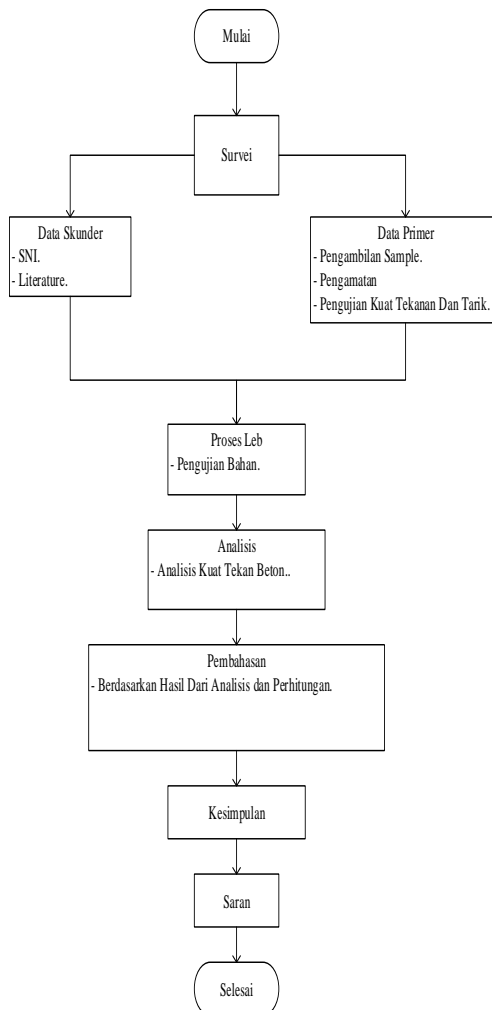 Mulai
Survei
Data Skunder
- SNI.
- Literature.
Data Primer
- Pengambilan Sample.
- Pengamatan
- Pengujian Kuat Tekanan Dan Tarik.
Proses Leb
- Pengujian Bahan.
Analisis
- Analisis Kuat Tekan Beton..
Pembahasan
- Berdasarkan Hasil Dari Analisis dan Perhitungan.
Kesimpulan
Saran
Selesai